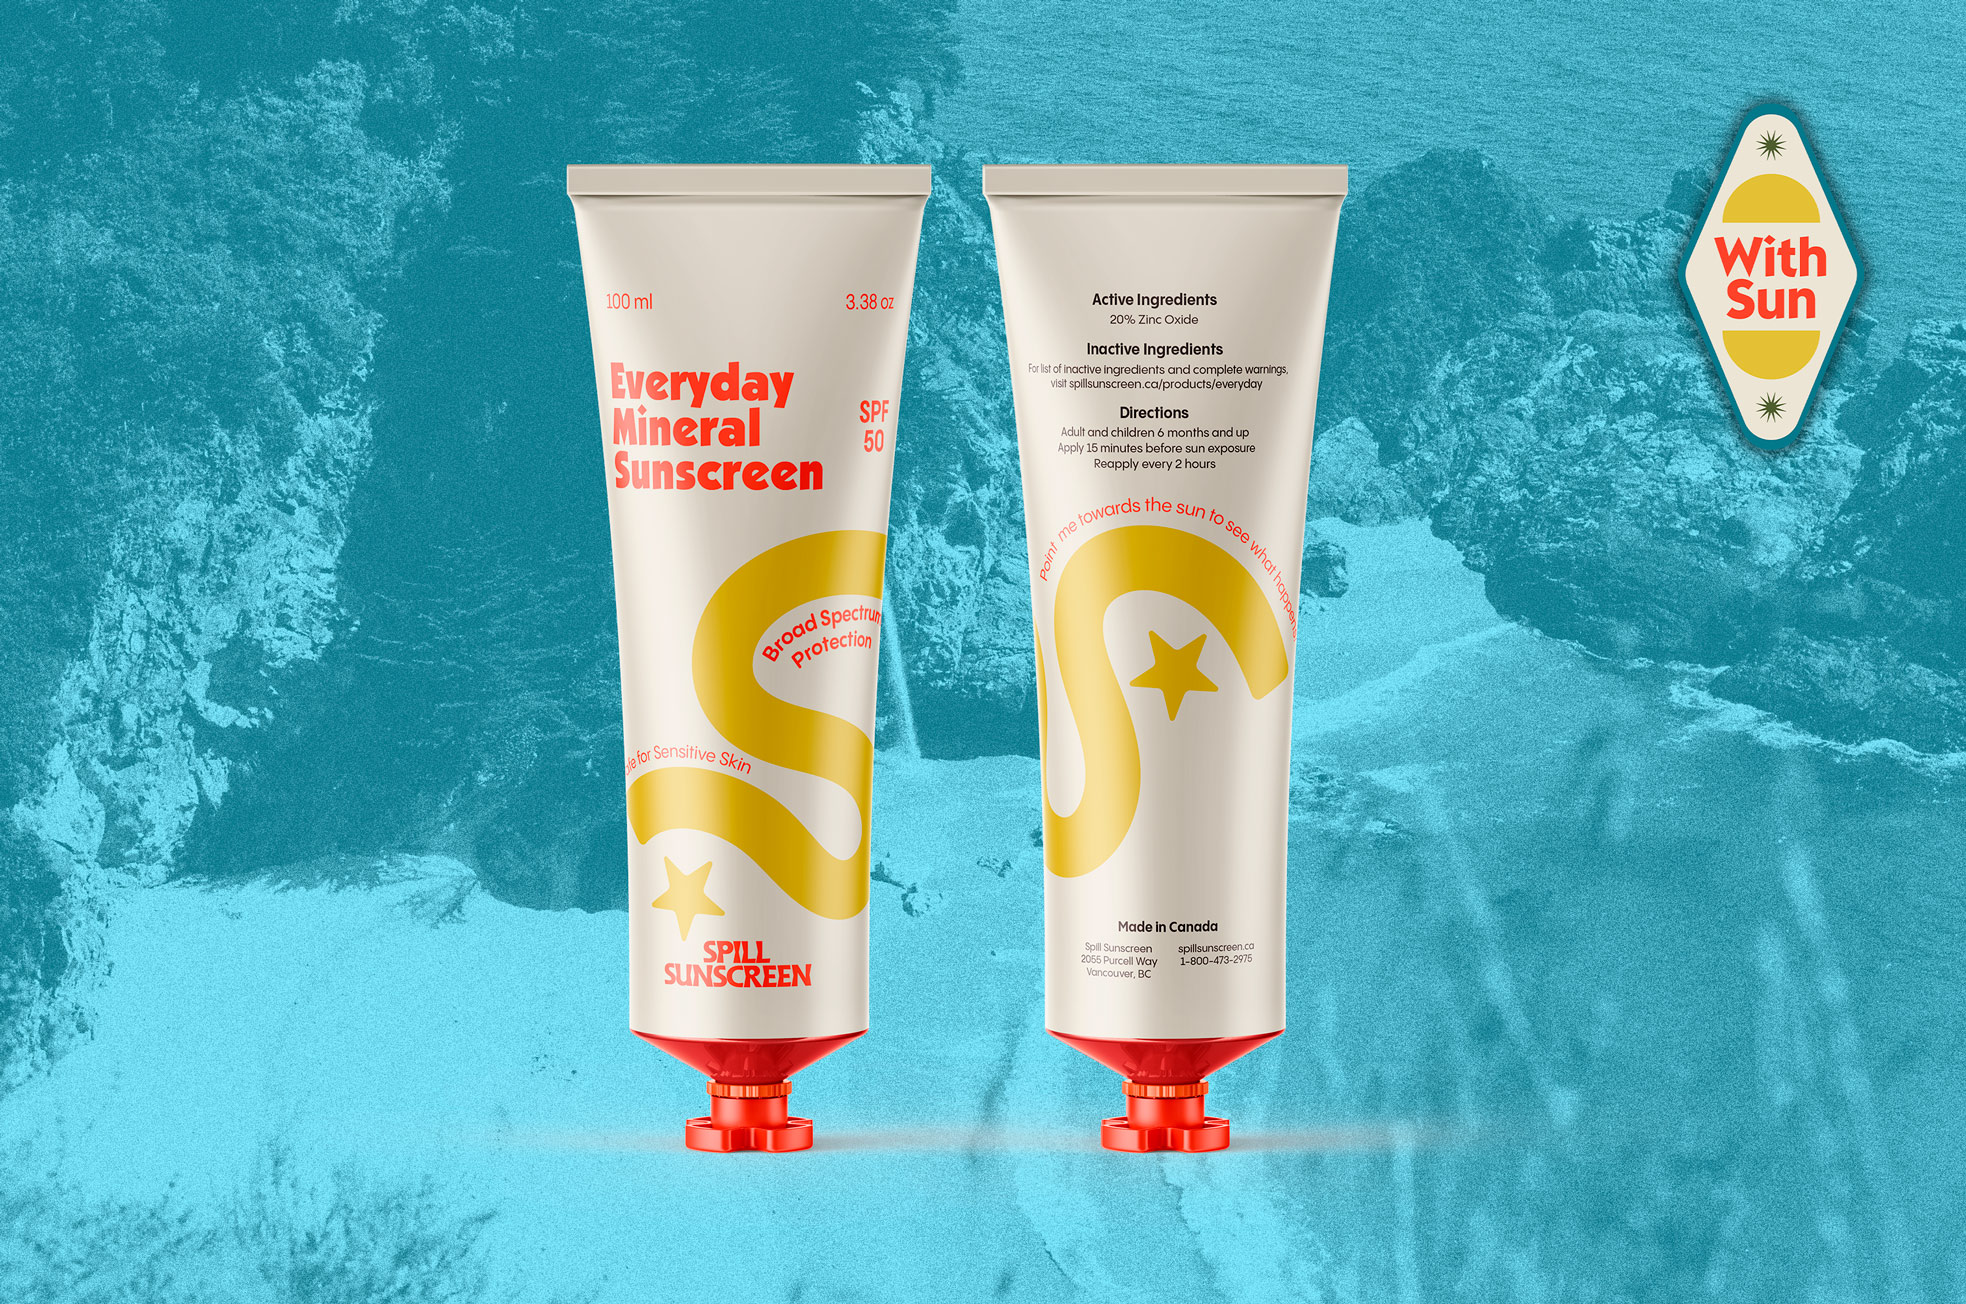 100 ml
3.38 oz
Everyday
Mineral
Sunscreen
SPF
50
Broad Spectrum
Protection
for Sensitive Skin
SPILL
SUNSCREEN
Active Ingredients
20% Zinc Oxide
Inactive Ingredients
For list of inactive ingredients and complete warnings,
visit spillsunscreen.ca/products/everyday
Directions
Adult and children 6 months and up
Apply 15 minutes before sun exposure
Reapply every 2 hours
Point me towards the sun to see what happens
Made in Canada
Spill Sunscreen
2055 Purcell Way
Vancouver, BC
spillsunscreen.ca
1-800-473-2975
With
Sun